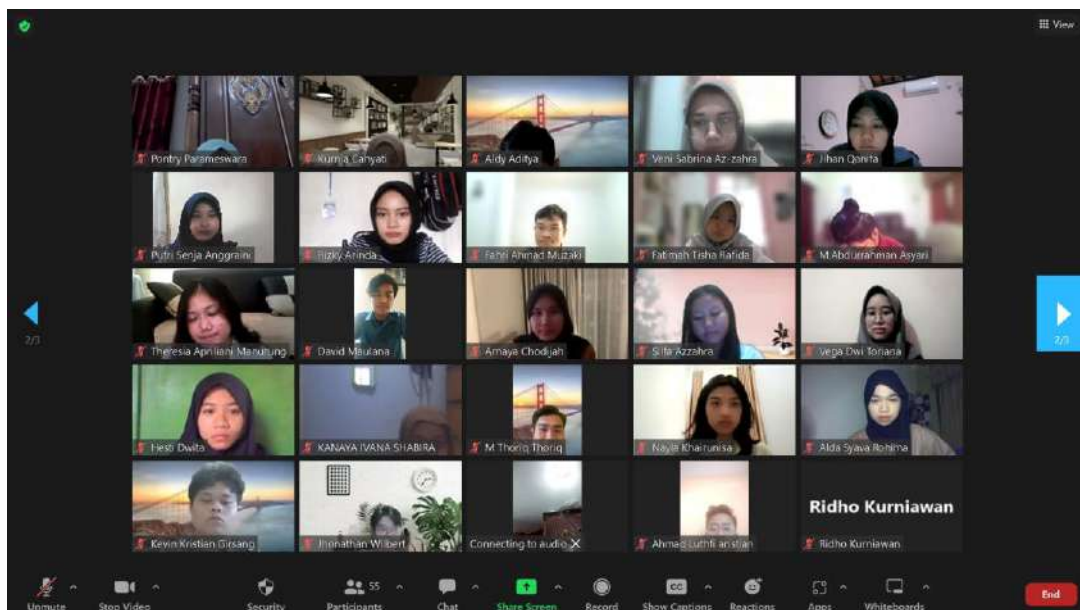 View
Pontry Parameswara
Kurnia Cahyati
Aldy Aditya
Veni Sabrina Az-zahra
Jihan Qanita
Putri Senja Anggraini
Rizky Arinda
Fahri Ahmad Muzaki
Fatimah Tisha Rafida
M Abdurrahman Asyari
2/3
Theresia Apriliani Manurung
David Maulana
Amaya Chodijah
Silfa Azzahra
Vega Dwi Toriana
2/3
Hesti Dwita
KANAYA IVANA SHABIRA
M Thoriq Thoriq
Nayla Khairunisa
Alda Syava Rohima
Kevin Kristian Girsang
Jhonathan Wilbert
Connecting to audio
Ahmad Luthfi
Ridho Kurniawan
Ridho Kurniawan
Unmute
Stop Video
Security
55
Participants
Chat
Share Screen
Record
CC
Show Captions
Reactions
Apps
Whiteboards
End